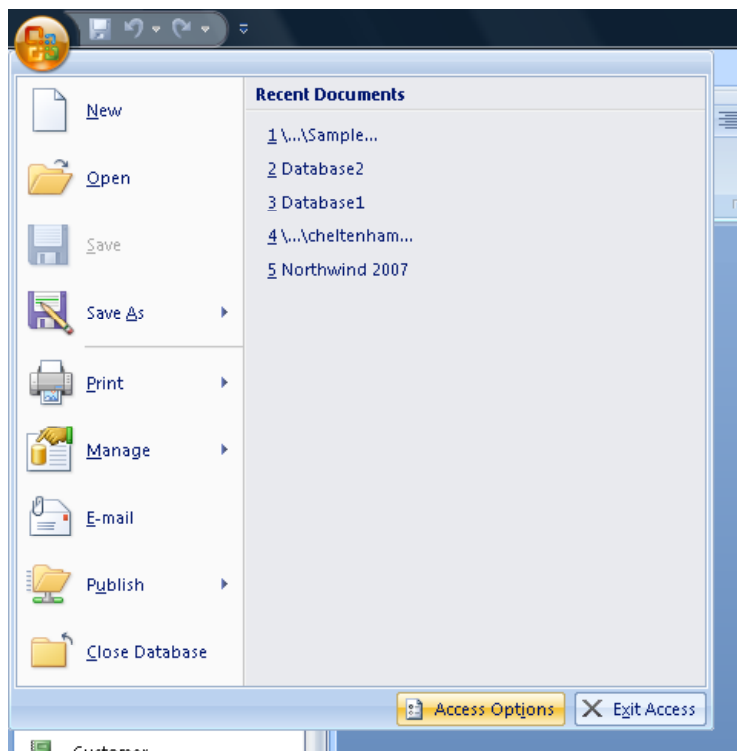 New
Open
Save
Save As
Print
Manage
E-mail
Publish
Close Database
Recent Documents
1 \...\Sample...
2 Database2
3 Database1
4 \...\cheltenham...
5 Northwind 2007
Access Options
Exit Access
Customer